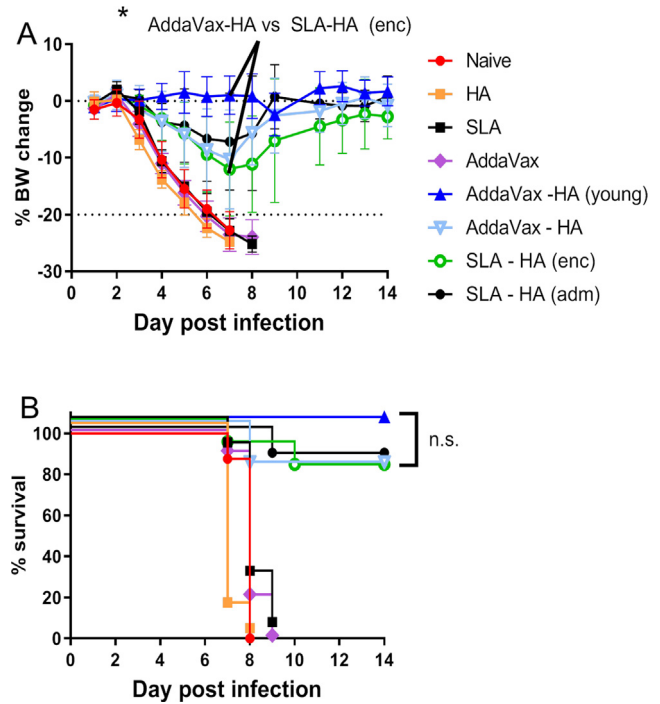 * AddaVax-HA vs SLA-HA (enc)
A
% BW change
10
0
-10
-20
-30
0 2 4 6 8 10 12 14
Day post infection
Naive
HA
SLA
AddaVax
AddaVax -HA (young)
AddaVax - HA
SLA - HA (enc)
SLA - HA (adm)
B
% survival
100
80
60
40
20
0
0 2 4 6 8 10 12 14
Day post infection
n.s.